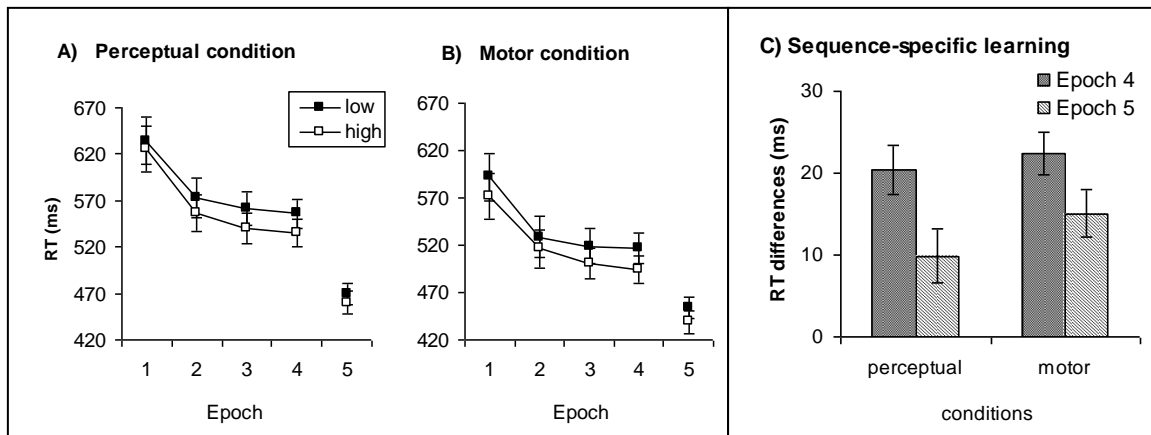 A) Perceptual condition
670
620
570
520
470
420
RT (ms)
1 2 3 4 5
Epoch
low
high
B) Motor condition
670
620
570
520
470
420
1 2 3 4 5
Epoch
C) Sequence-specific learning
Epoch 4
Epoch 5
30
20
10
0
RT differences (ms)
perceptual motor
conditions